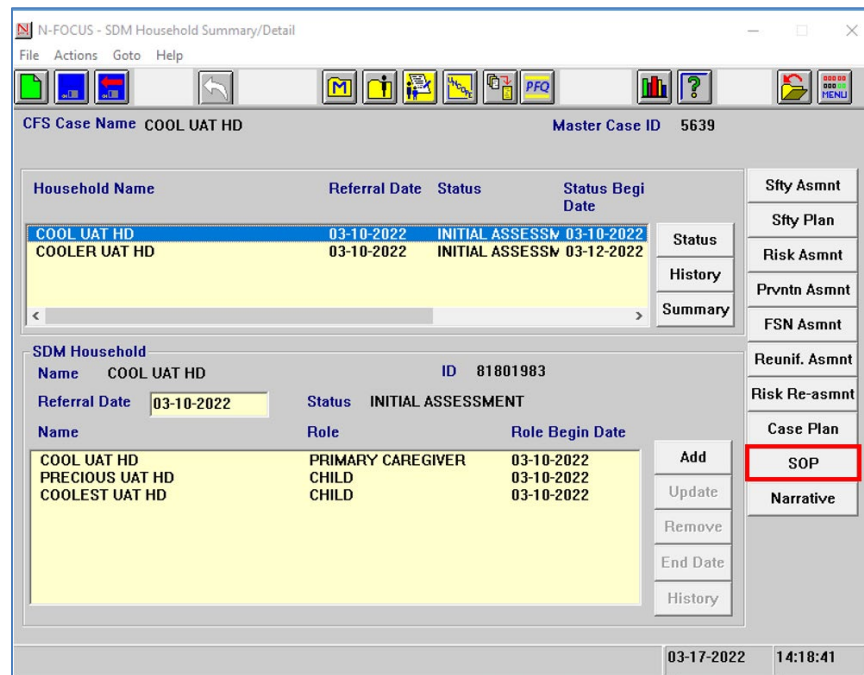 N-FOCUS - SDM Household Summary/Detail
File Actions Goto Help
M PFQ ? MENU
CFS Case Name COOL UAT HD Master Case ID 5639
Household Name Referral Date Status Status Begi
Date
COOL UAT HD 03-10-2022 INITIAL ASSESSM 03-10-2022
COOLER UAT HD 03-10-2022 INITIAL ASSESSM 03-12-2022
Status
History
Summary
SDM Household
Name COOL UAT HD ID 81801983
Referral Date 03-10-2022 Status INITIAL ASSESSMENT
Name Role Role Begin Date
COOL UAT HD PRIMARY CAREGIVER 03-10-2022
PRECIOUS UAT HD CHILD 03-10-2022
COOLEST UAT HD CHILD 03-10-2022
Add
Update
Remove
End Date
History
Sfty Asmnt
Sfty Plan
Risk Asmnt
Prvntn Asmnt
FSN Asmnt
Reunif. Asmnt
Risk Re-asmnt
Case Plan
SOP
Narrative
03-17-2022 14:18:41